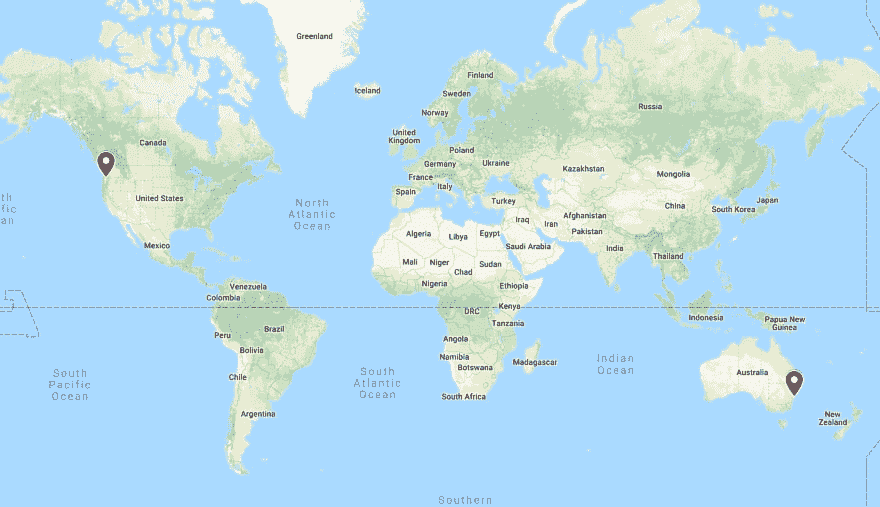 Greenland
Iceland
Finland
Sweden
Norway
Russia
United
Kingdom
Canada
Poland
Germany
Ukraine
France
Kazakhstan
Mongolia
Spain
Italy
United States
Turkey
Japan
China
South Korea
North
Atlantic
Ocean
Iraq
Iran
Afghanistan
Pakistan
Algeria
Libya
Egypt
Saudi Arabia
India
Mexico
Thailand
Mali
Niger
Chad
Sudan
Nigeria
Ethiopia
Venezuela
Colombia
Kenya
DRC
Indonesia
Papua New
Guinea
Tanzania
Peru
Brazil
Angola
Bolivia
Namibia
Botswana
Madagascar
Indian
Ocean
South
Pacific
Ocean
Chile
South
Atlantic
Ocean
Australia
South Africa
Argentina
New
Zealand
Southern